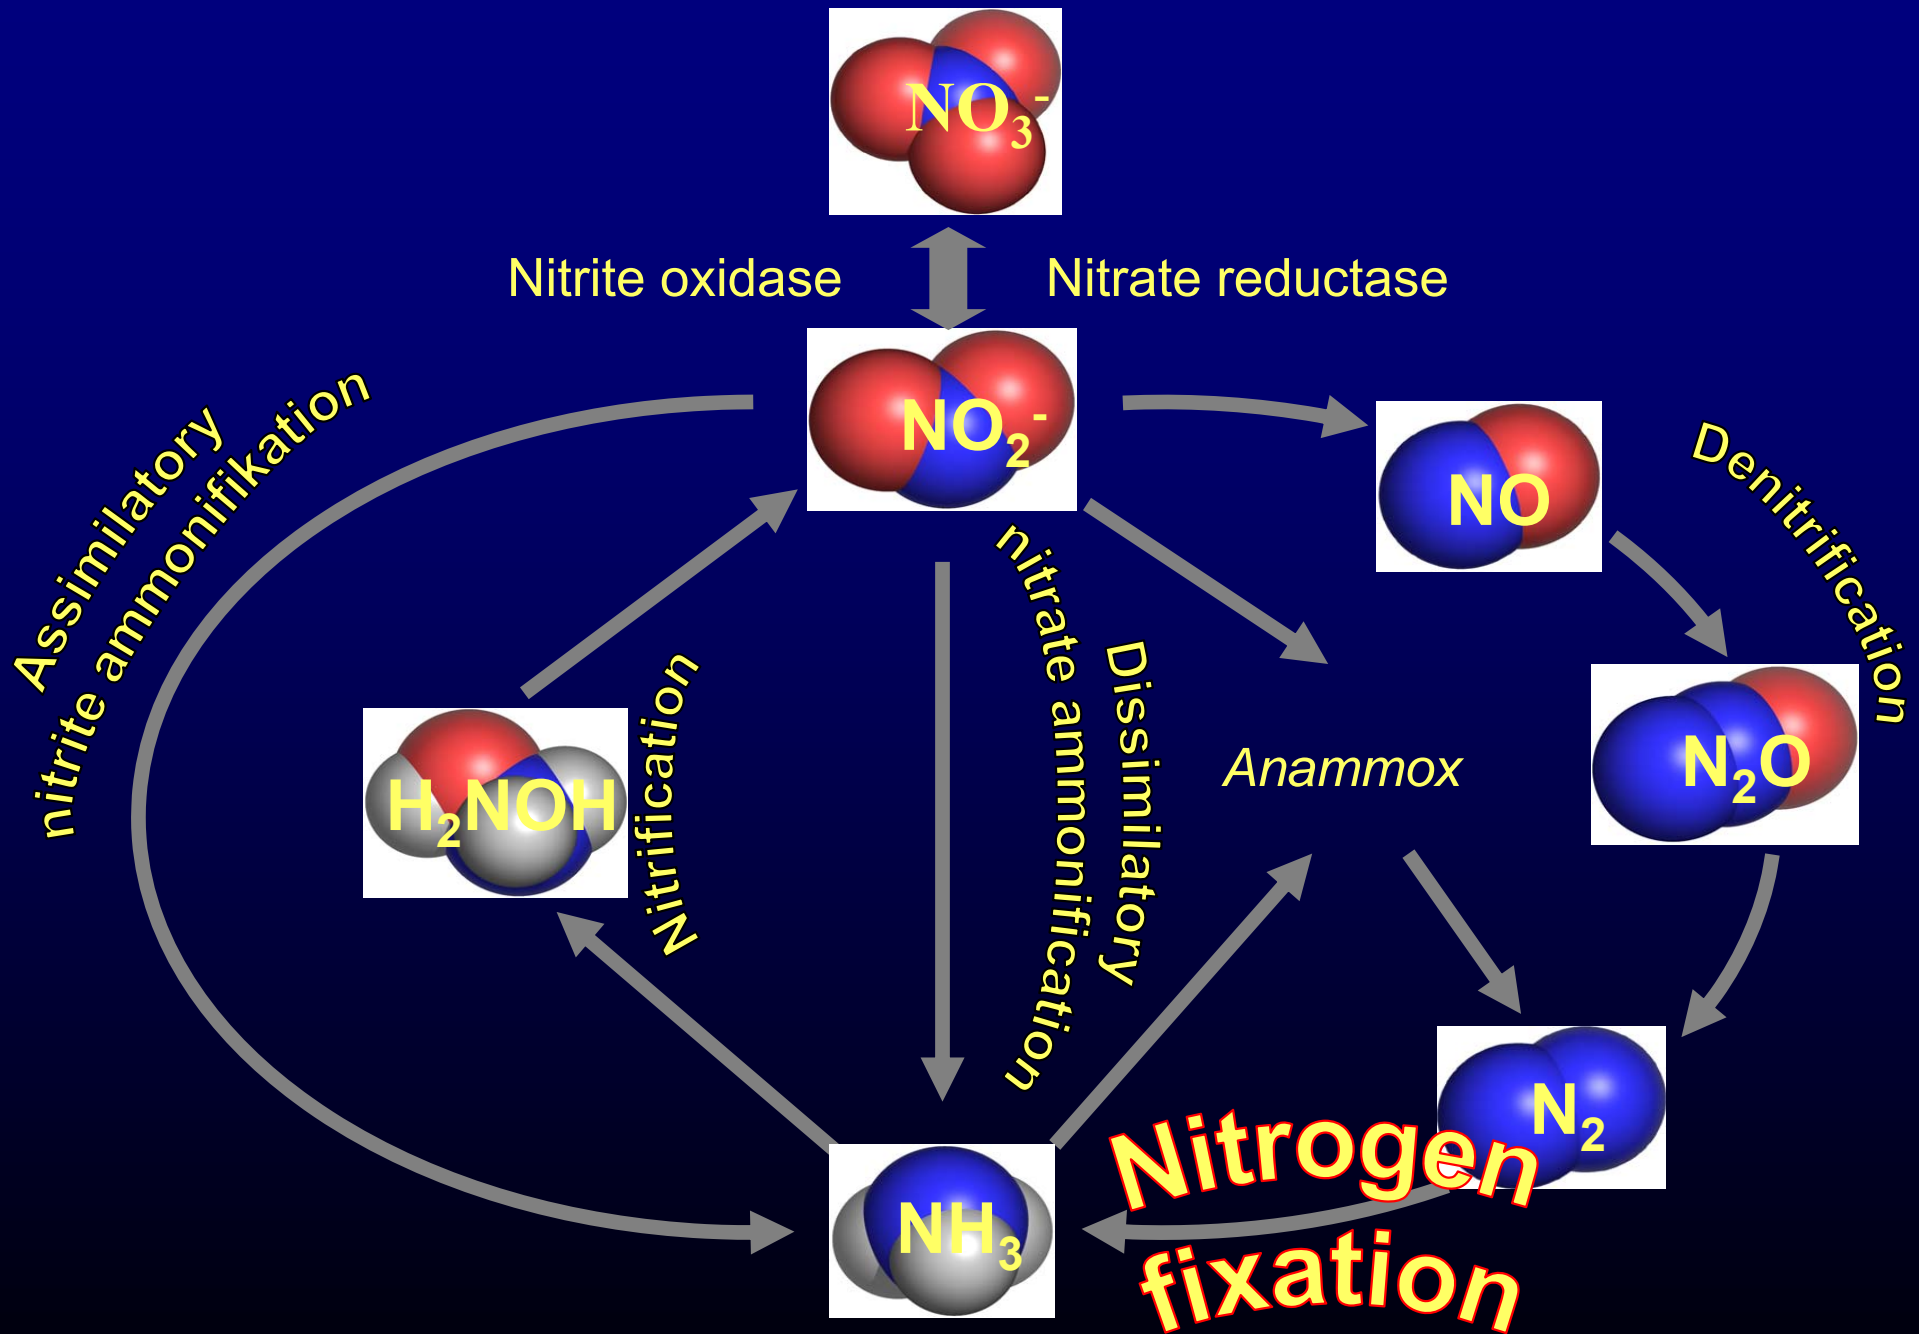 NO₃⁻
Nitrite oxidase
Nitrate reductase
NO₂⁻
Assimilatory
nitrite ammonifikation
NO
Denitrification
nitrate ammonification
Dissimilatory
Nitrification
H₂NOH
Anammox
N₂O
N₂
NH₃
Nitrogen
fixation